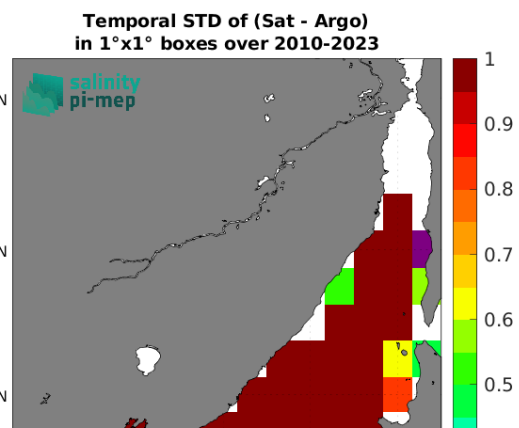 Temporal STD of (Sat - Argo)
in 1°x1° boxes over 2010-2023
salinity
pi-mep
1
0.9
0.8
0.7
0.6
0.5
N
N
N